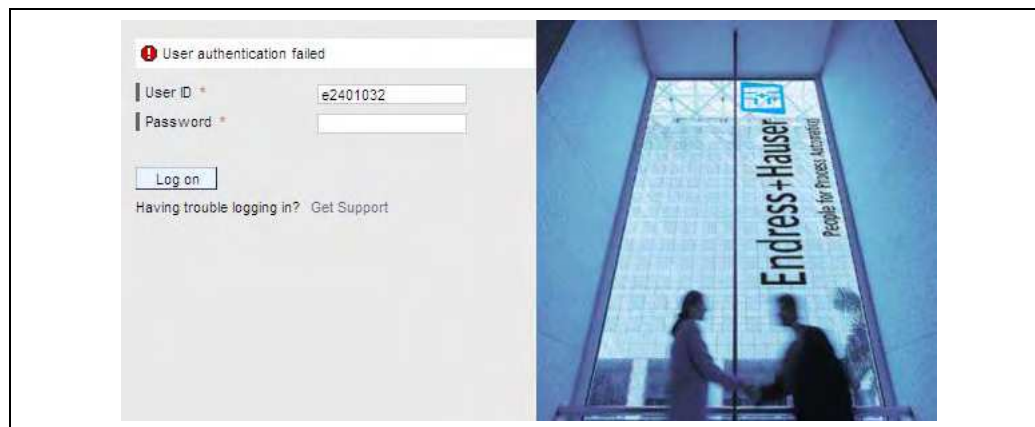 User authentication failed
User ID *
e2401032
Password *
Log on
Having trouble logging in? Get Support
Endress+Hauser
People for Process Automation